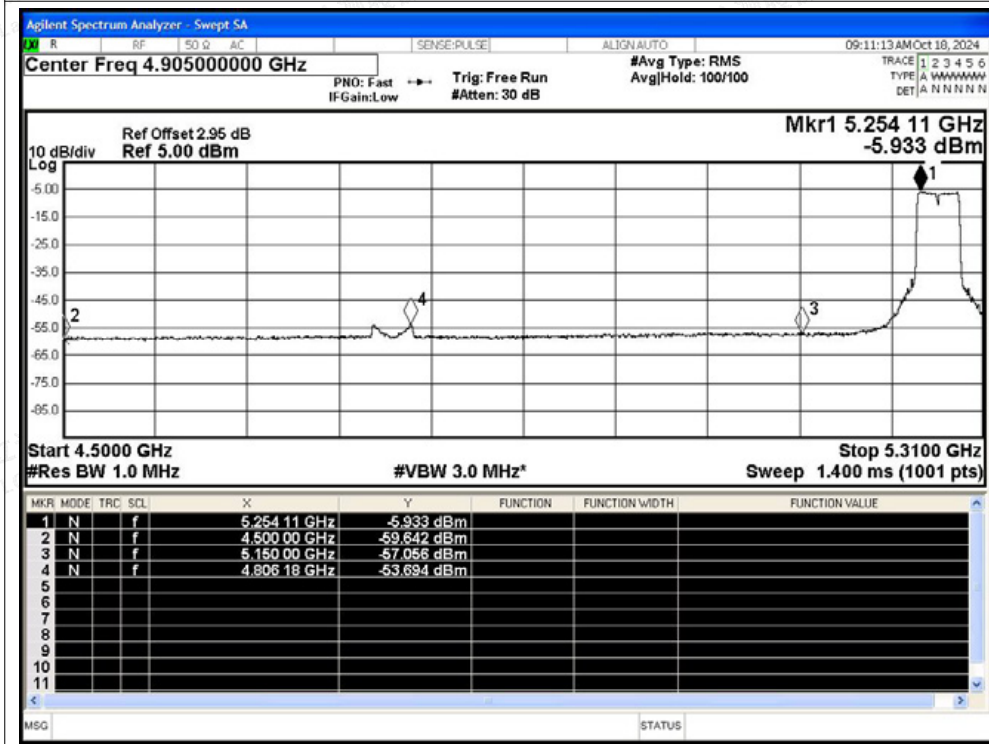 Agilent Spectrum Analyzer - Swept SA
R RF 50 Ω AC SENSE:PULSE ALIGN AUTO 09:11:13 AM Oct 18, 2024
Center Freq 4.905000000 GHz #Avg Type: RMS TRACE 1 2 3 4 5 6
PNO: Fast Trig: Free Run Avg|Hold: 100/100 TYPE A WWWWW
IFGain:Low #Atten: 30 dB DET A N N N N N
Mkr1 5.254 11 GHz
Ref Offset 2.95 dB
-5.933 dBm
10 dB/div Ref 5.00 dBm
Log
1
-5.00
-15.0
-25.0
-35.0
-45.0
4
2
3
-55.0
-65.0
-75.0
-85.0
Start 4.5000 GHz Stop 5.3100 GHz
#Res BW 1.0 MHz #VBW 3.0 MHz* Sweep 1.400 ms (1001 pts)
MKR MODE TRC SCL X Y FUNCTION FUNCTION WIDTH FUNCTION VALUE
1 N f 5.254 11 GHz -5.933 dBm
2 N f 4.500 00 GHz -59.642 dBm
3 N f 5.150 00 GHz -57.056 dBm
4 N f 4.806 18 GHz -53.694 dBm
5
6
7
8
9
10
11
MSG STATUS